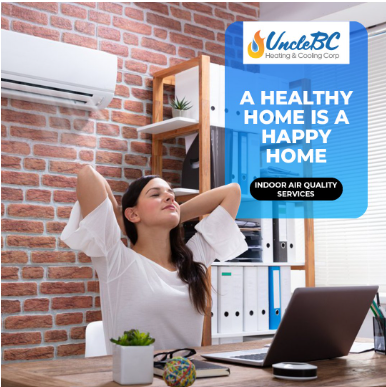 UncleBC
Heating & Cooling Corp
A HEALTHY
HOME IS A
HAPPY
HOME
INDOOR AIR QUALITY
SERVICES